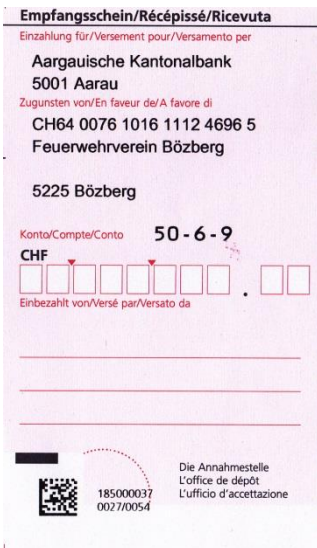 Empfangsschein/Récépissé/Ricevuta
Einzahlung für/Versement pour/Versamento per
Aargauische Kantonalbank
5001 Aarau
Zugunsten von/En faveur de/A favore di
CH64 0076 1016 1112 4696 5
Feuerwehrverein Bözberg
5225 Bözberg
Konto/Compte/Conto 50-6-9
CHF
.
Einbezahlt von/Versé par/Versato da
185000037
0027/0054
Die Annahmestelle
L'office de dépôt
L'ufficio d'accettazione